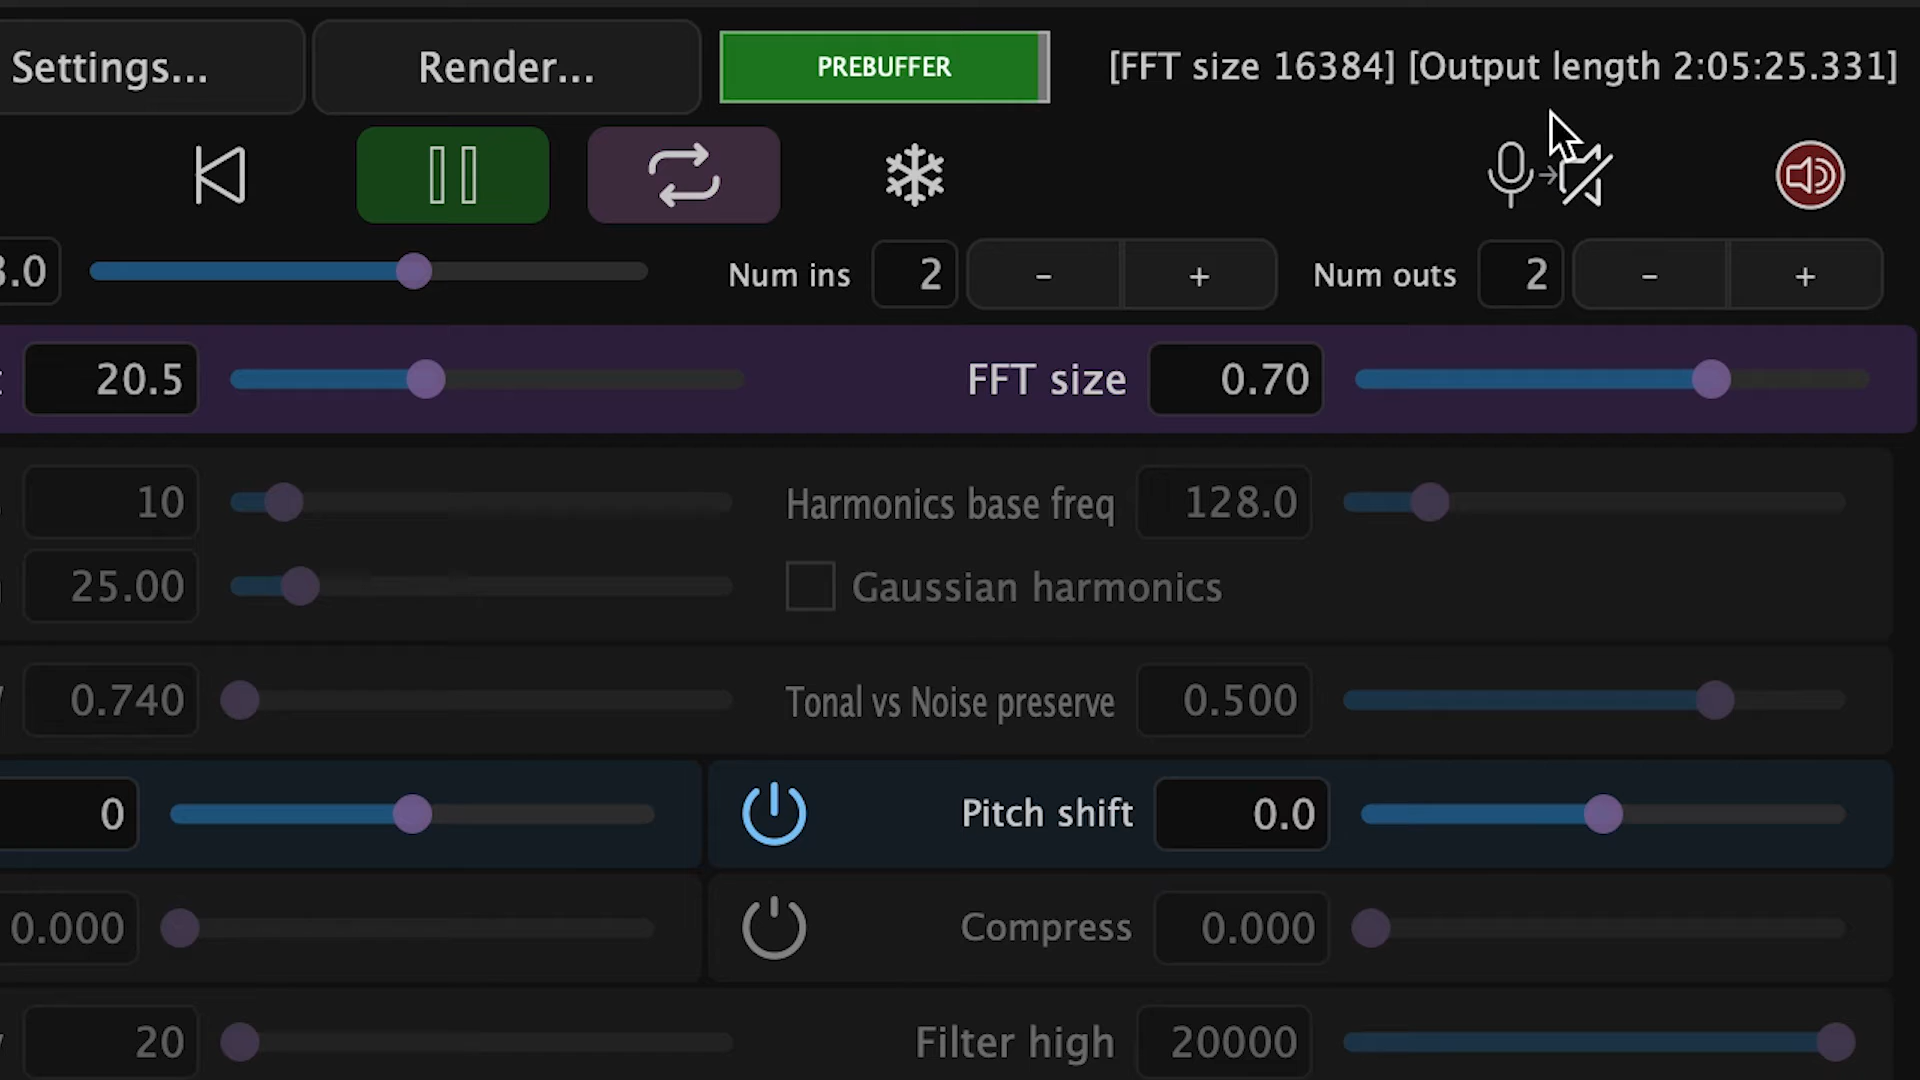 Settings...
Render...
PREBUFFER
[FFT size 16384] [Output length 2:05:25.331]
3.0
Num ins
2
-
+
Num outs
2
-
+
20.5
FFT size
0.70
10
Harmonics base freq
128.0
25.00
Gaussian harmonics
0.740
Tonal vs Noise preserve
0.500
0
Pitch shift
0.0
0.000
Compress
0.000
20
Filter high
20000